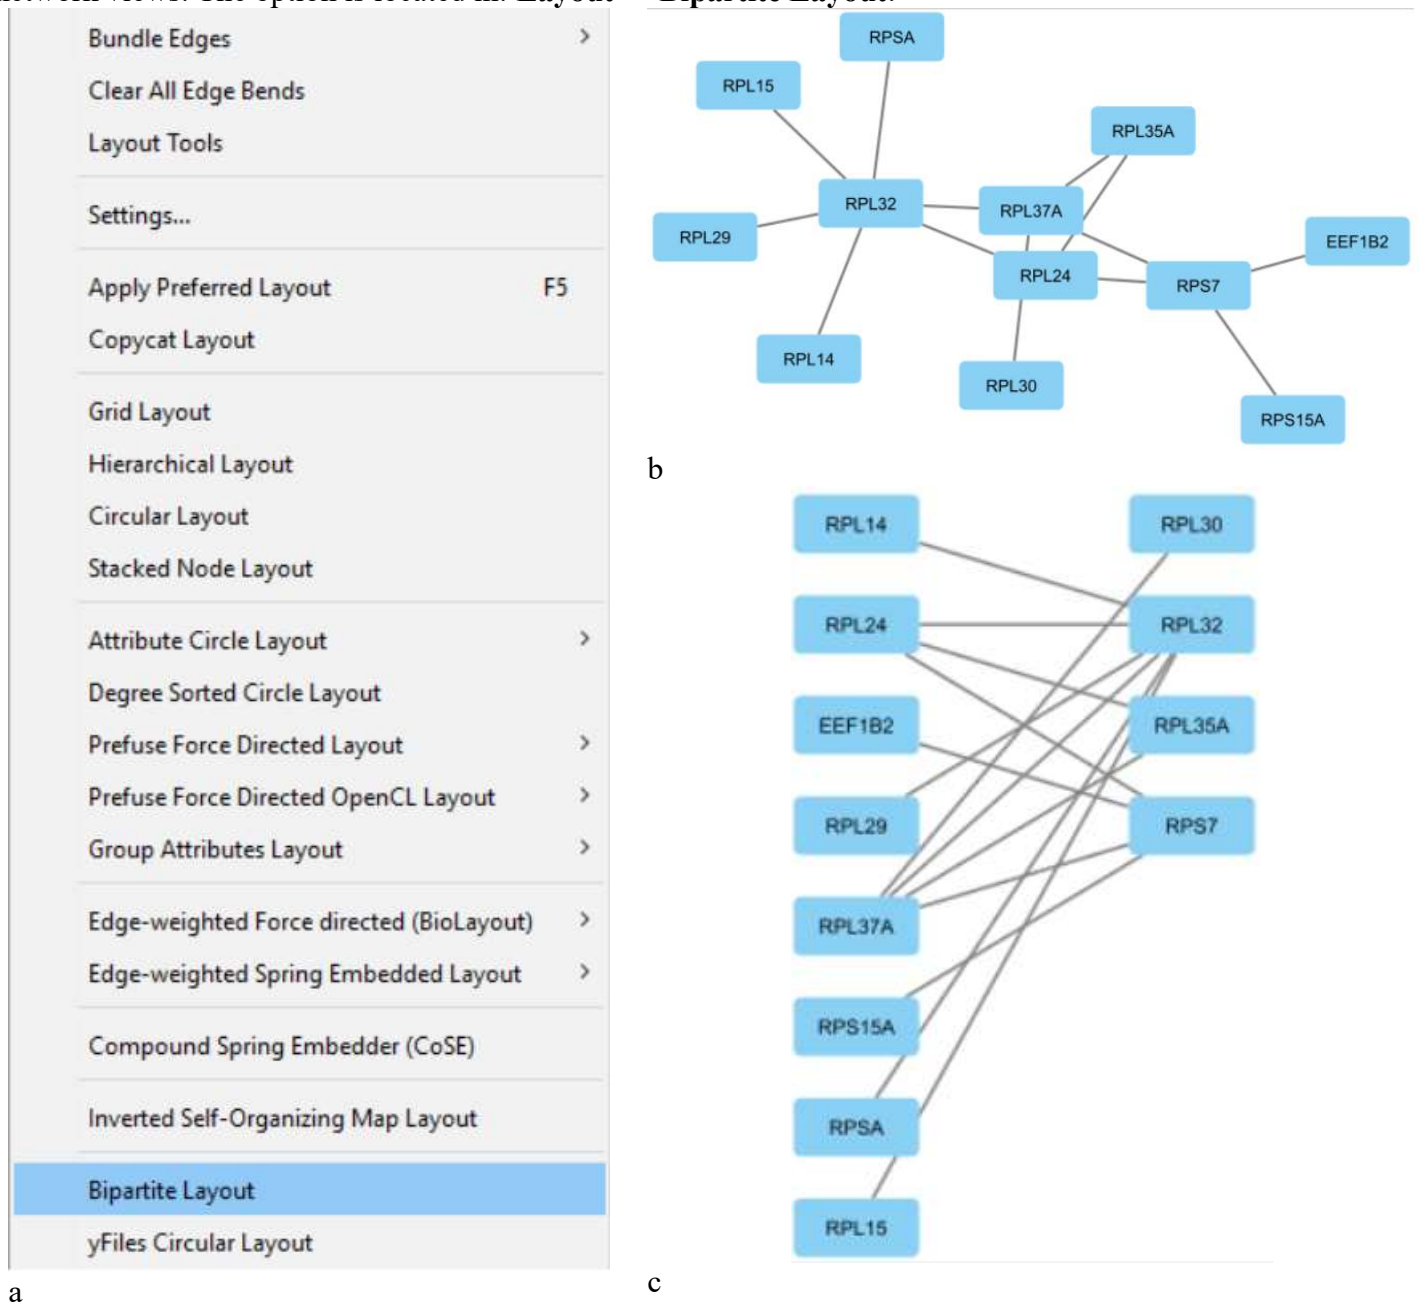 Bundle Edges
Clear All Edge Bends
Layout Tools
Settings...
Apply Preferred Layout F5
Copycat Layout
Grid Layout
Hierarchical Layout
Circular Layout
Stacked Node Layout
Attribute Circle Layout
Degree Sorted Circle Layout
Prefuse Force Directed Layout
Prefuse Force Directed OpenCL Layout
Group Attributes Layout
Edge-weighted Force directed (BioLayout)
Edge-weighted Spring Embedded Layout
Compound Spring Embedder (CoSE)
Inverted Self-Organizing Map Layout
Bipartite Layout
yFiles Circular Layout
a
RPSA
RPL15
RPL35A
RPL32
RPL37A
RPL29
EEF1B2
RPL24
RPS7
RPL14
RPL30
RPS15A
b
RPL14 RPL30
RPL24 RPL32
EEF1B2 RPL35A
RPL29 RPS7
RPL37A
RPS15A
RPSA
RPL15
c